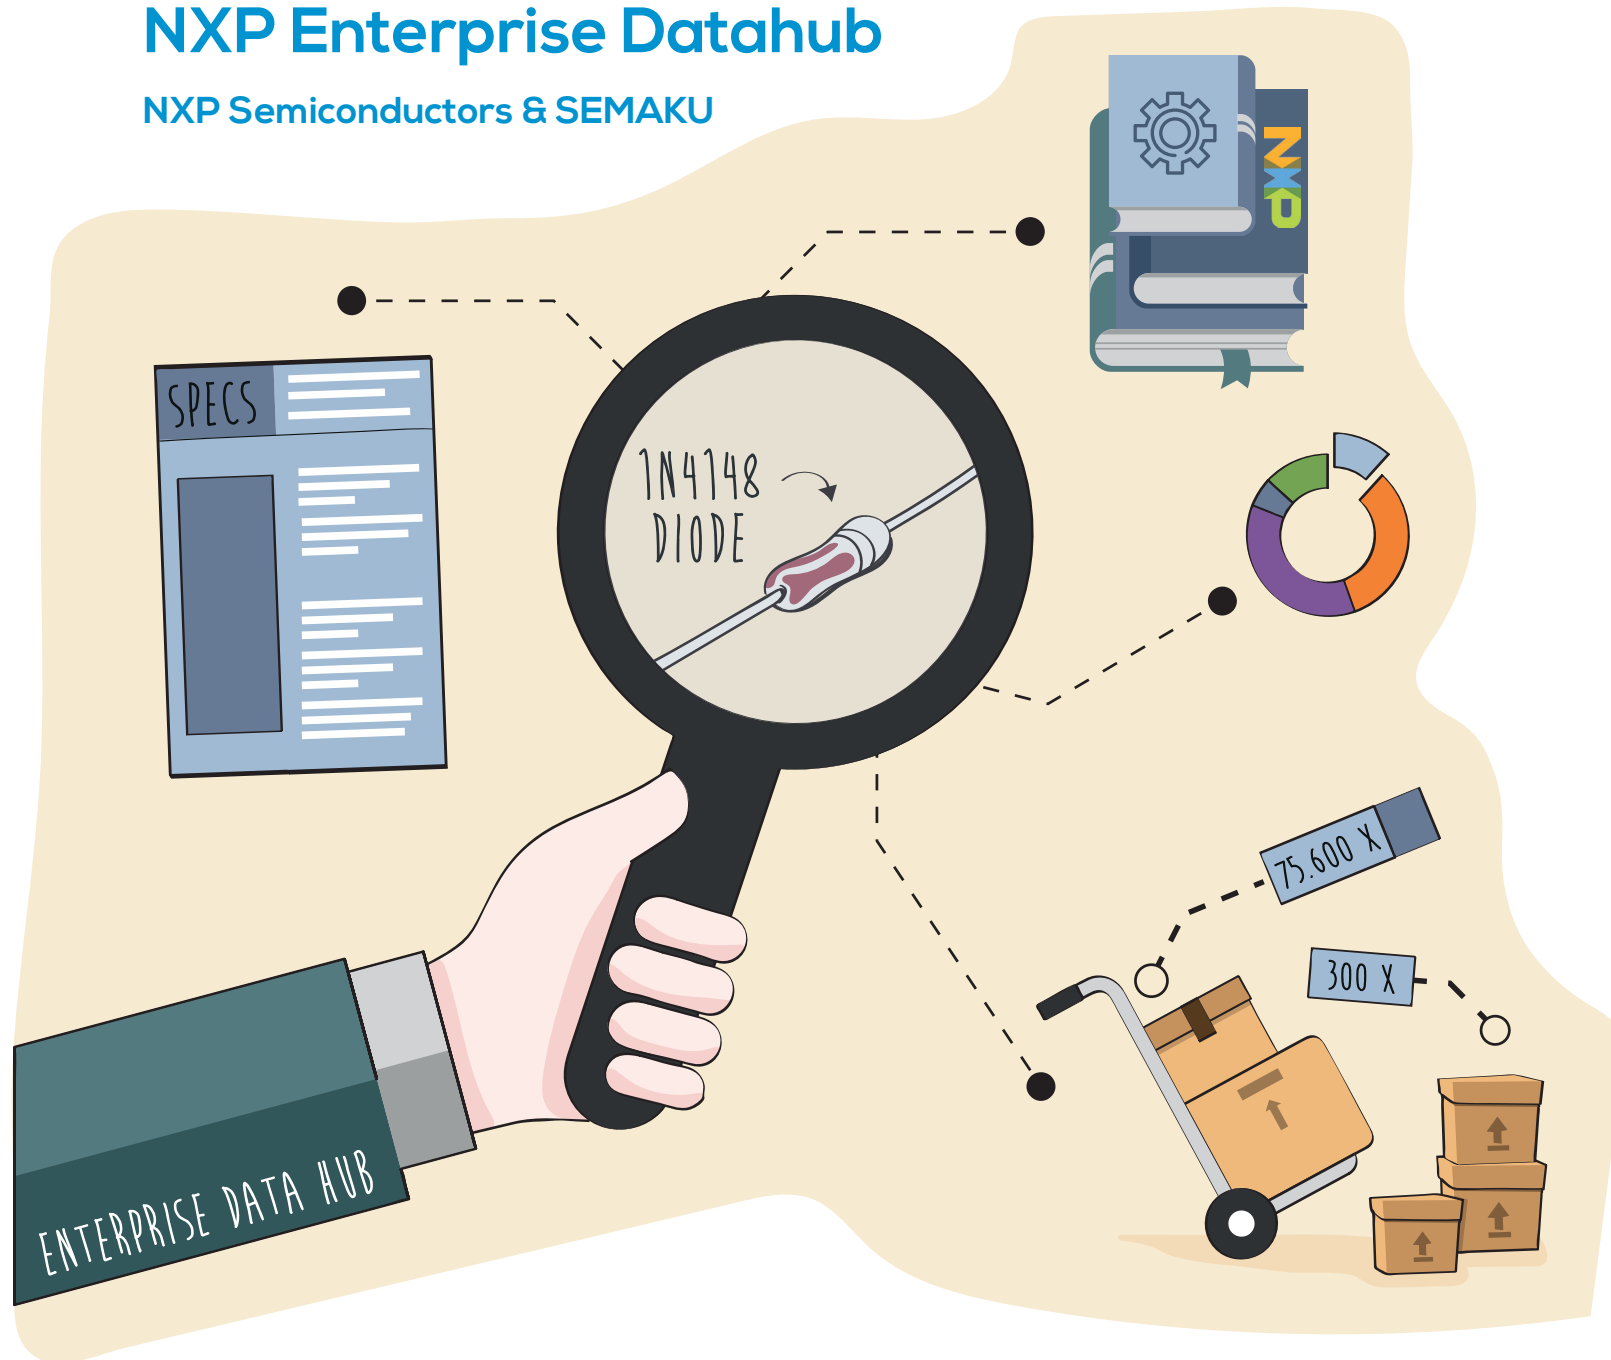 NXP Enterprise Datahub
NXP Semiconductors & SEMAKU
NXP
SPECS
1N4148
DIODE
75.600 X
300 X
ENTERPRISE DATA HUB